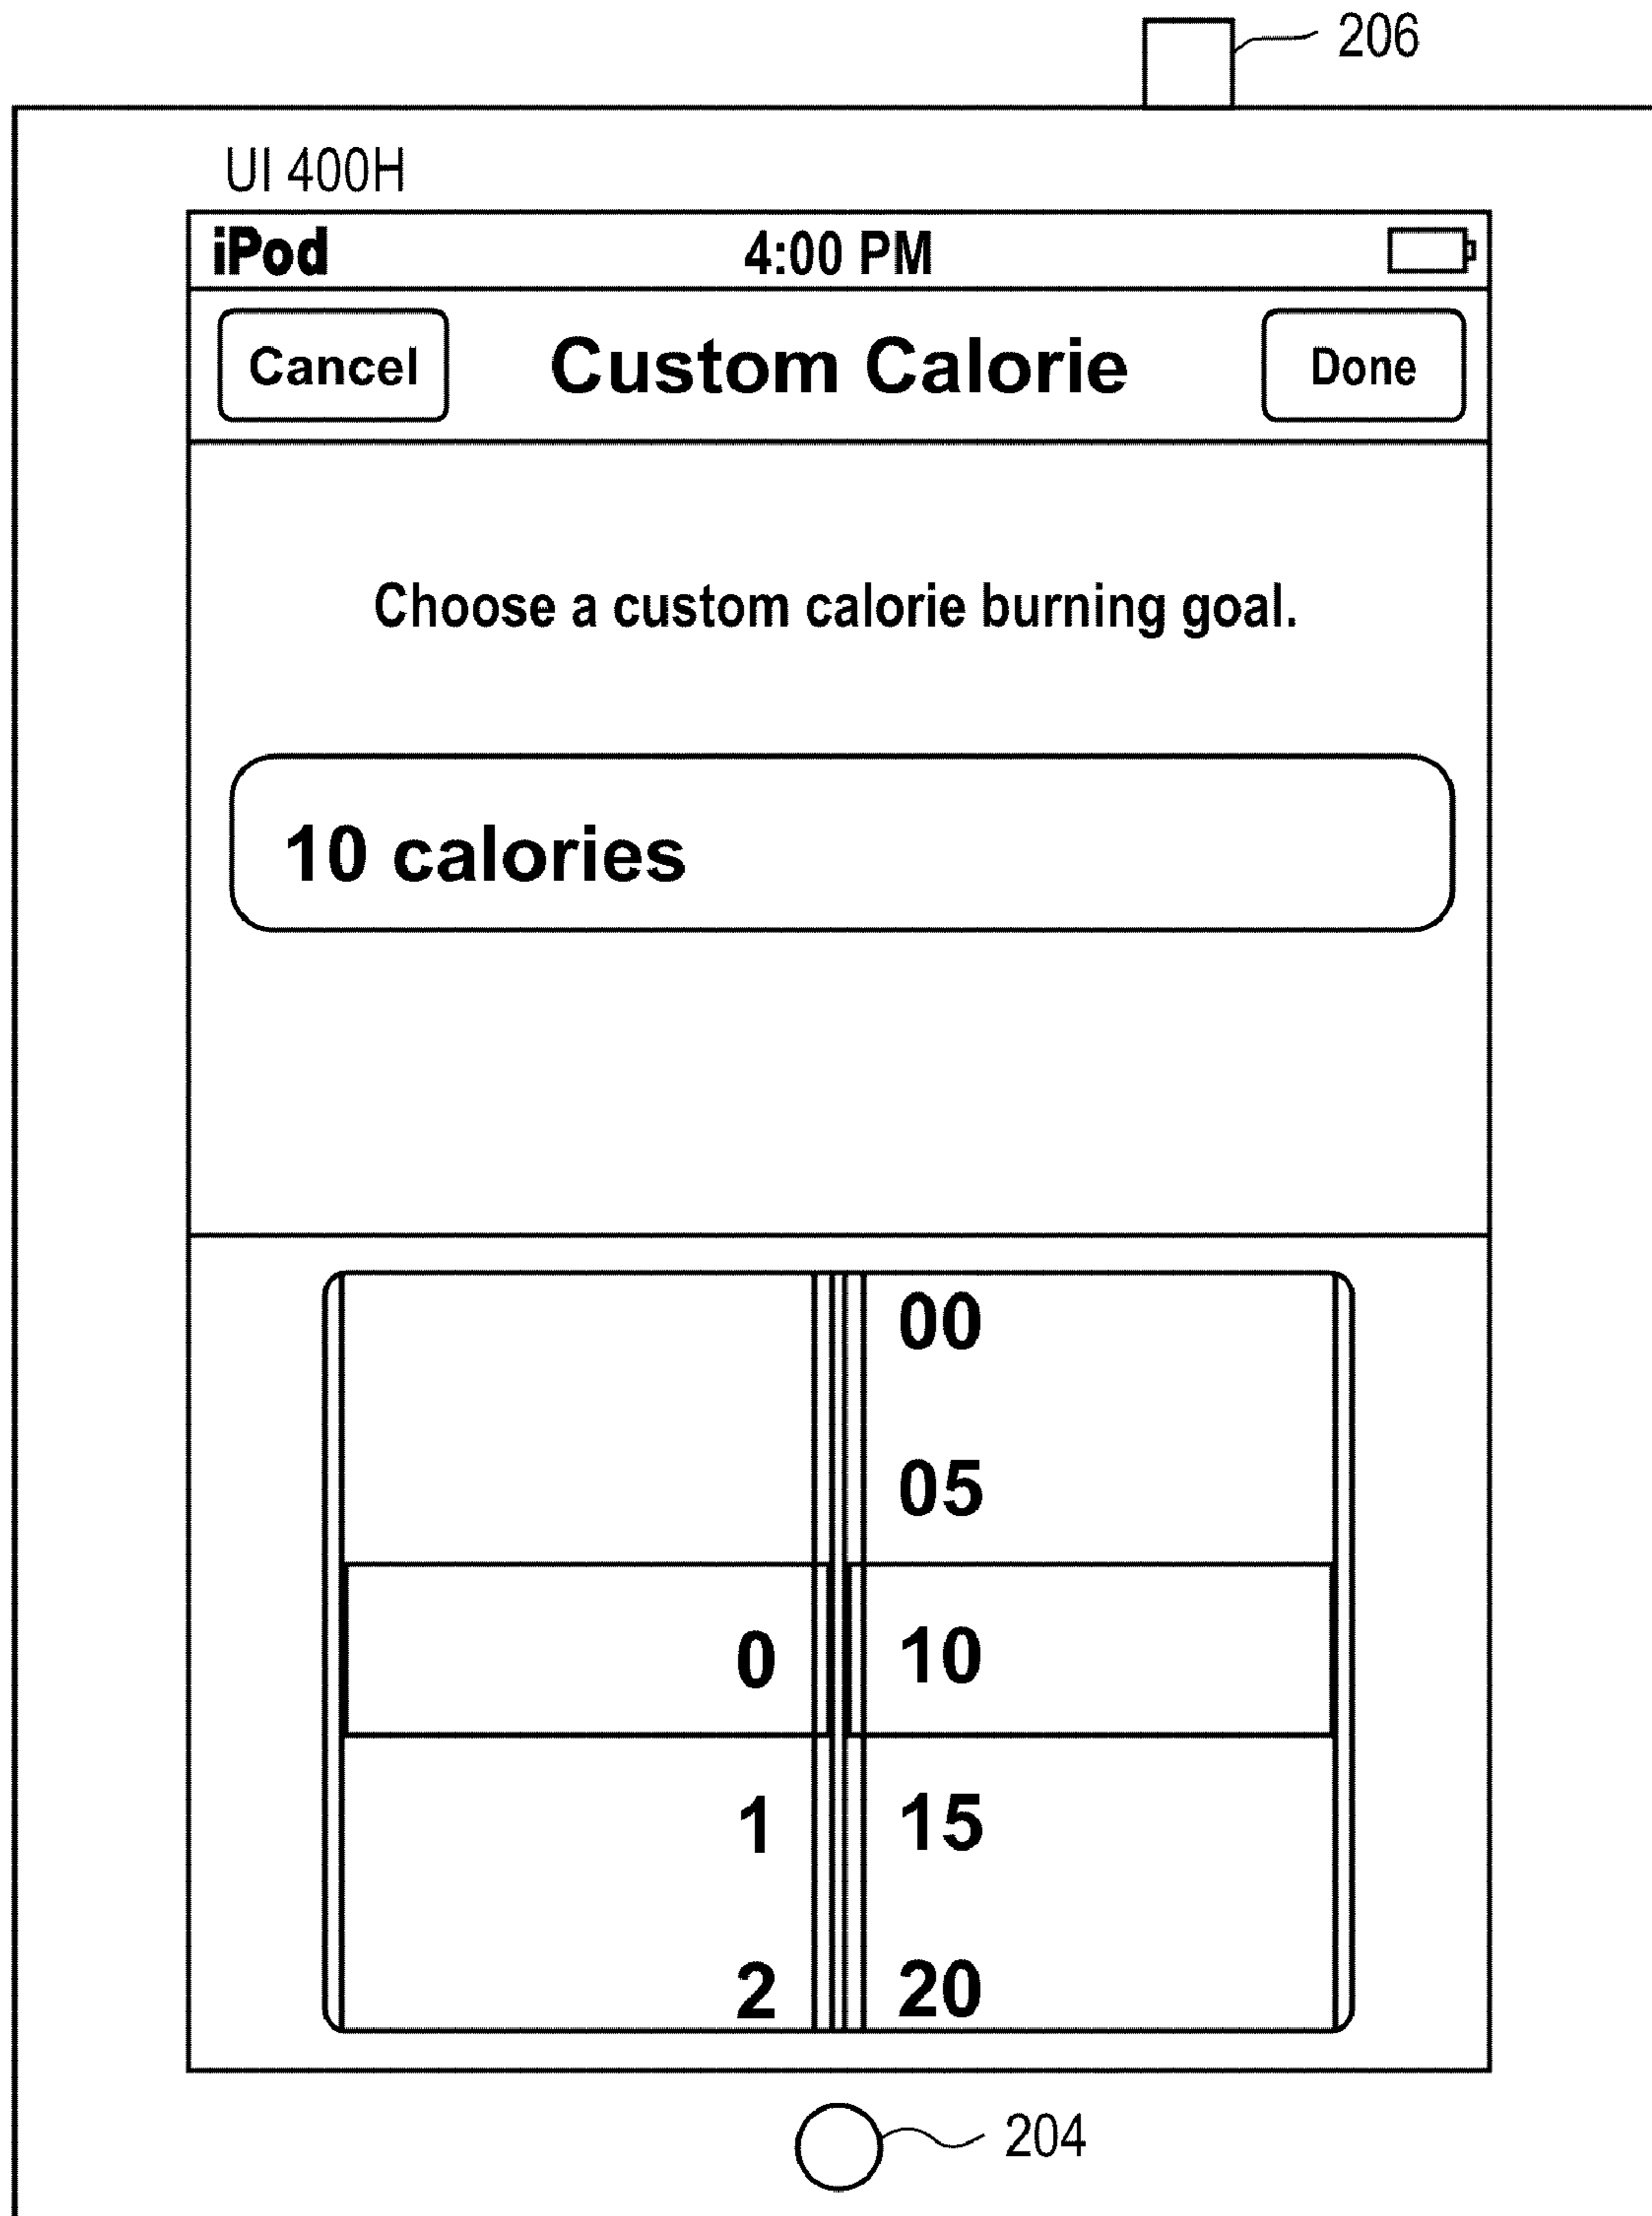 206
UI 400H
iPod 4:00 PM
Cancel Custom Calorie Done
Choose a custom calorie burning goal.
10 calories
00
05
0 10
1 15
2 20
204